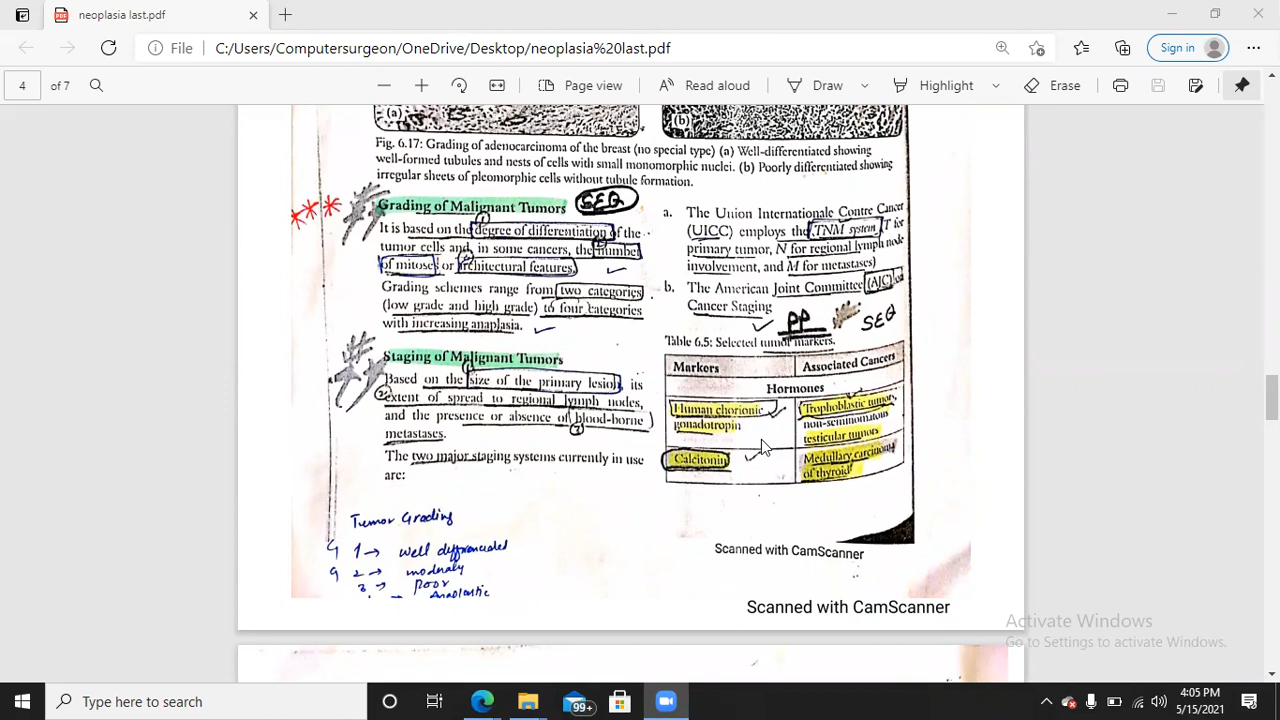 neoplasia last.pdf
File
C:/Users/Computersurgeon/OneDrive/Desktop/neoplasia%20last.pdf
Sign in
4
of 7
Page view
Read aloud
Draw
Highlight
Erase
(a)
(b)
Fig. 6.17: Grading of adenocarcinoma of the breast (no special type) (a) Well-differentiated showing
well-formed tubules and nests of cells with small monomorphic nuclei. (b) Poorly differentiated showing
irregular sheets of pleomorphic cells without tubule formation.
Grading of Malignant Tumors
SEQ
It is based on the degree of differentiation of the
tumor cells and, in some cancers, the number
of mitoses or architectural features.
Grading schemes range from two categories
(low grade and high grade) to four categories
with increasing anaplasia.
Staging of Malignant Tumors
Based on the size of the primary lesion, its
extent of spread to regional lymph nodes,
and the presence or absence of blood-borne
metastases.
The two major staging systems currently in use
are:
Tumor Grading
G 1 → well differenciated
G 2 → moderaly
3 → Poor
Anaplastic
a. The Union Internationale Contre Cancer
(UICC) employs the TNM system (T for
primary tumor, N for regional lymph node
involvement, and M for metastases)
b. The American Joint Committee (AJC) on
Cancer Staging
PP SEQ
Table 6.5: Selected tumor markers.
Markers
Associated Cancers
Hormones
Human chorionic
gonadotropin
Trophoblastic tumor,
non-seminomatous
testicular tumors
Calcitonin
Medullary carcinoma
of thyroid
Scanned with CamScanner
Scanned with CamScanner
Activate Windows
Go to Settings to activate Windows.
Type here to search
99+
4:05 PM
5/15/2021